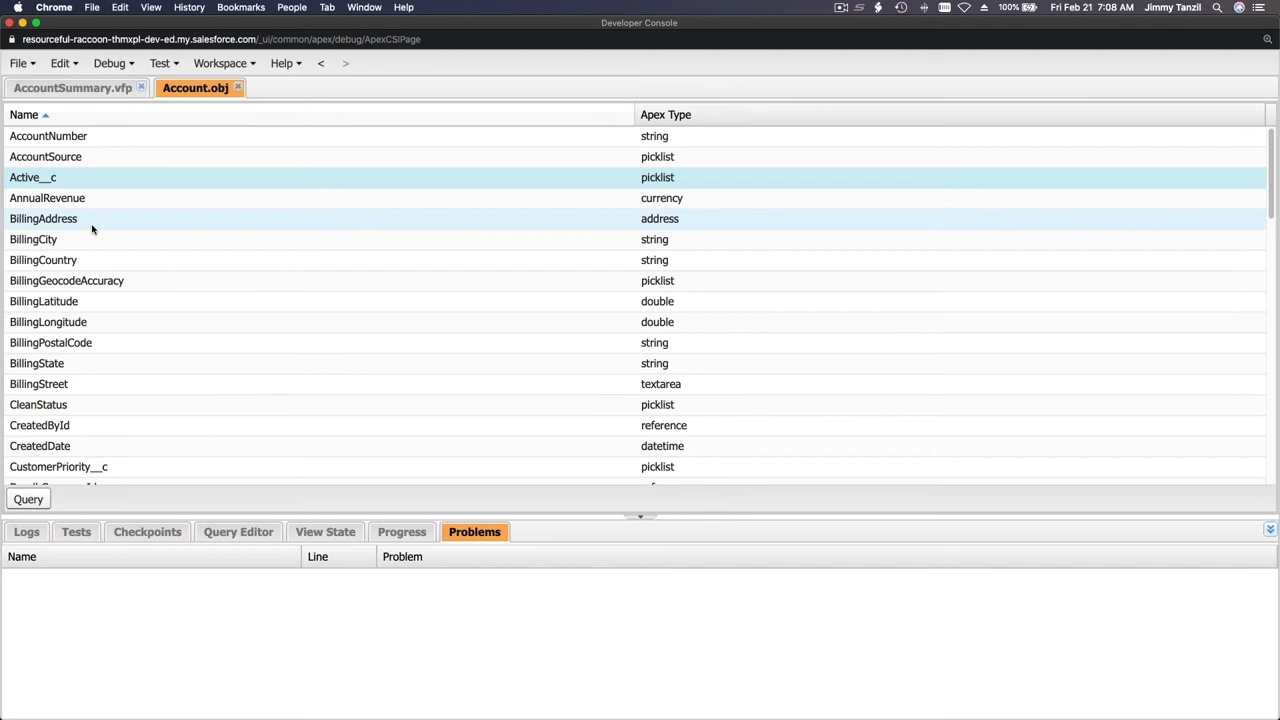 Chrome File Edit View History Bookmarks People Tab Window Help 100% Fri Feb 21 7:08 AM Jimmy Tanzil
Developer Console
resourceful-raccoon-thmxpl-dev-ed.my.salesforce.com/_ui/common/apex/debug/ApexCSIPage
File Edit Debug Test Workspace Help < >
AccountSummary.vfp Account.obj
Name Apex Type
AccountNumber string
AccountSource picklist
Active__c picklist
AnnualRevenue currency
BillingAddress address
BillingCity string
BillingCountry string
BillingGeocodeAccuracy picklist
BillingLatitude double
BillingLongitude double
BillingPostalCode string
BillingState string
BillingStreet textarea
CleanStatus picklist
CreatedById reference
CreatedDate datetime
CustomerPriority__c picklist
Query
Logs Tests Checkpoints Query Editor View State Progress Problems
Name Line Problem